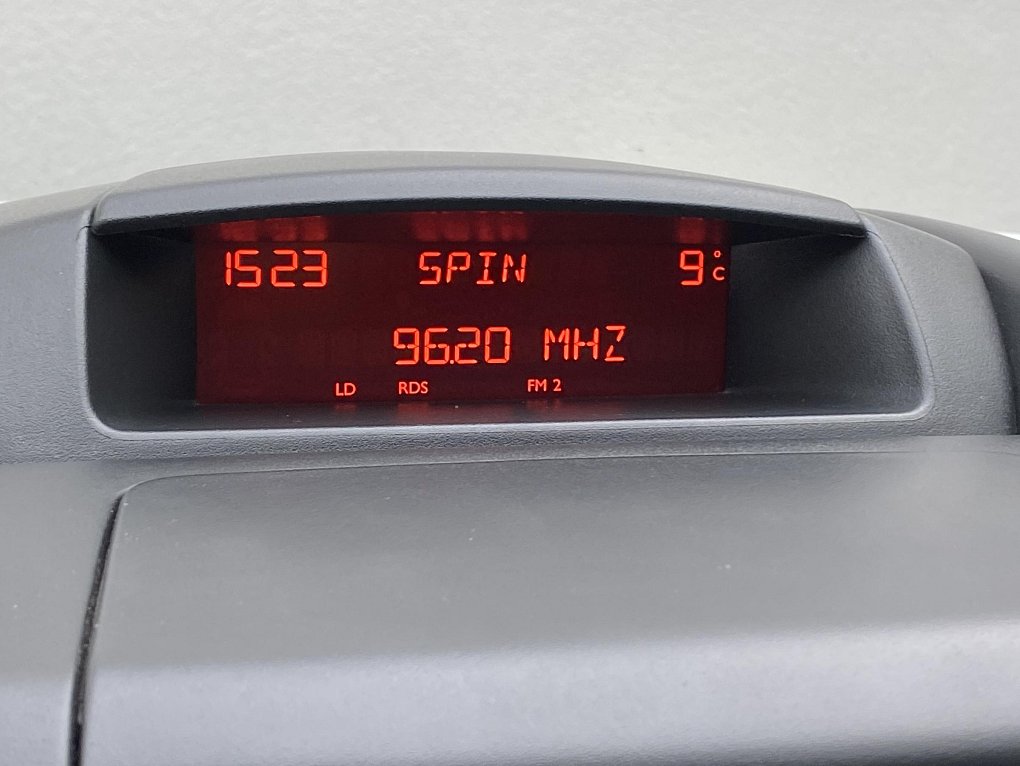 1523 SPIN 9°C
96.20 MHZ
LD RDS FM 2